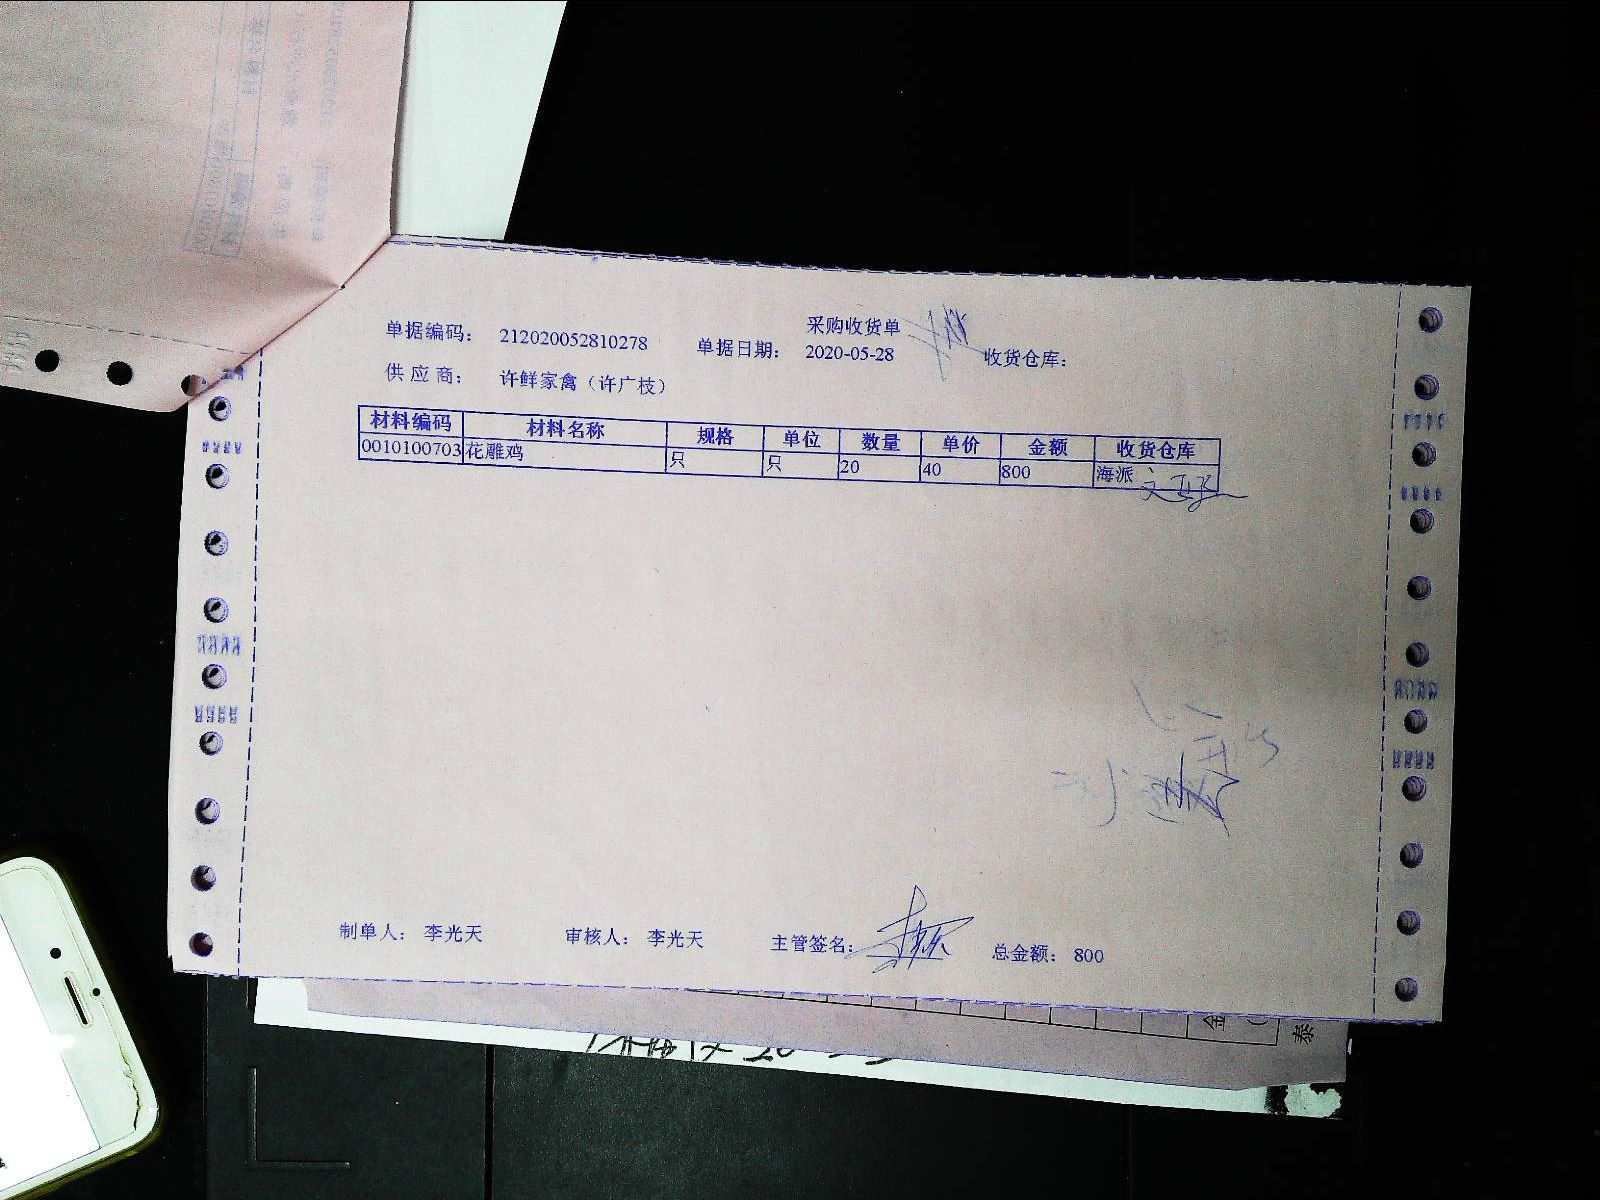 采购收货单
单据编码： 212020052810278 单据日期： 2020-05-28 收货仓库：
供应商： 许鲜家禽（许广枝）
材料编码 材料名称 规格 单位 数量 单价 金额 收货仓库
0010100703 花雕鸡 只 只 20 40 800 海派
制单人： 李光天 审核人： 李光天 主管签名： 总金额： 800
金
泰